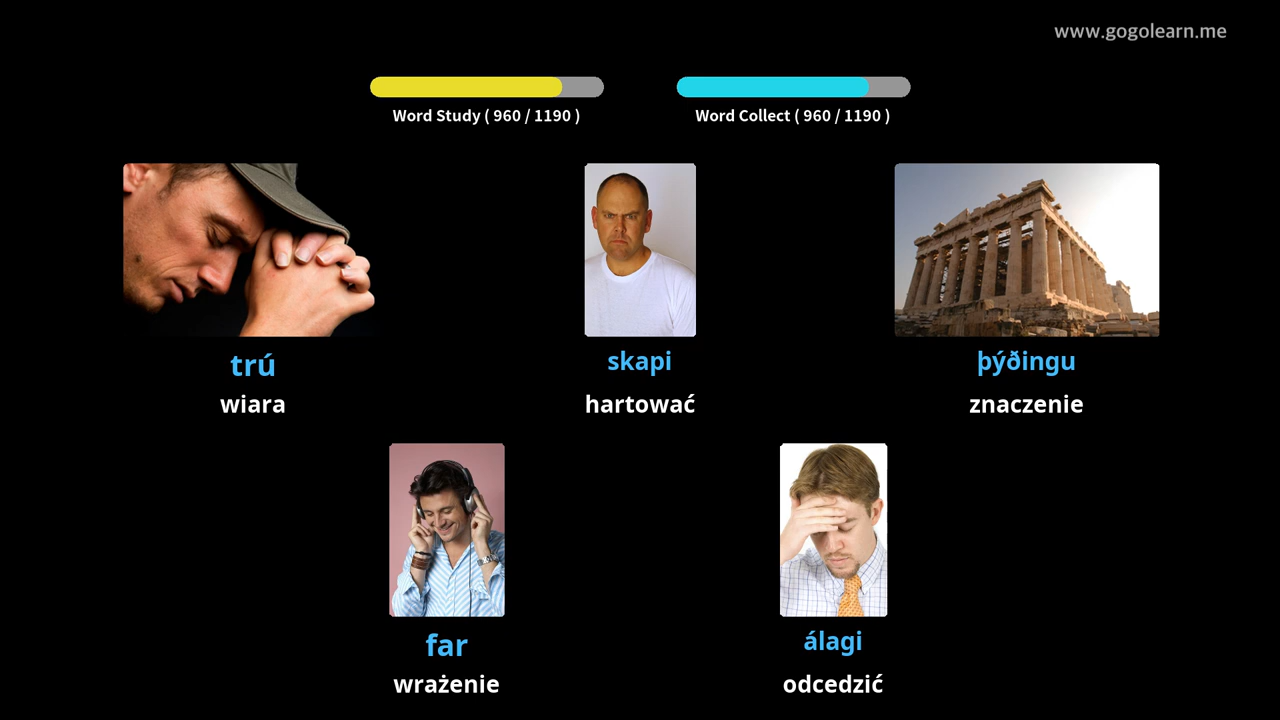 www.gogolearn.me
Word Study ( 960 / 1190 )
Word Collect ( 960 / 1190 )
trú
wiara
skapi
hartować
þýðingu
znaczenie
far
wrażenie
álagi
odcedzić